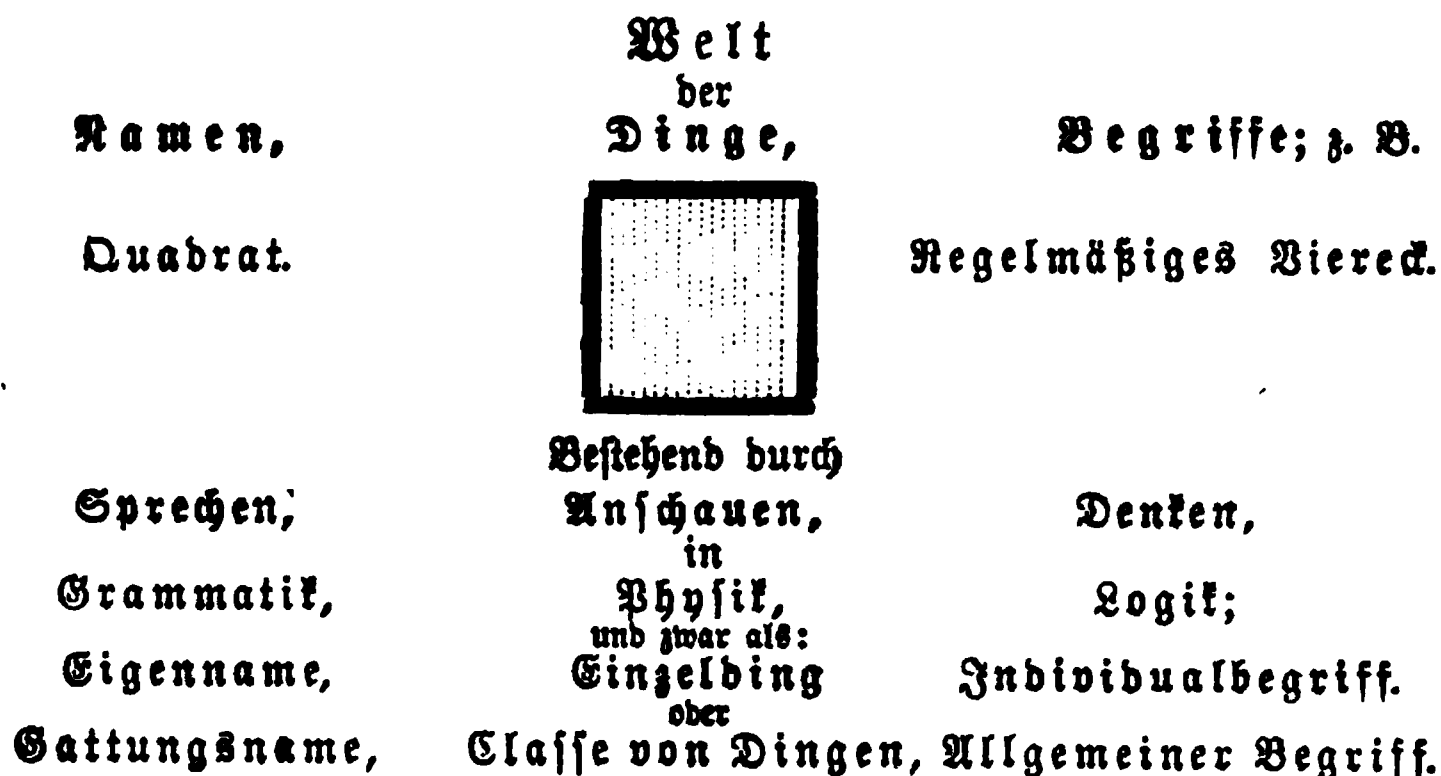 Welt
der
Namen, Dinge, Begriffe; z. B.
Quadrat. Regelmäßiges Viereck.
Bestehend durch
Sprechen, Anschauen, Denken,
in
Grammatik, Physik, Logik;
und zwar als:
Eigenname, Einzelding Individualbegriff.
oder
Gattungsname, Classe von Dingen, Allgemeiner Begriff.